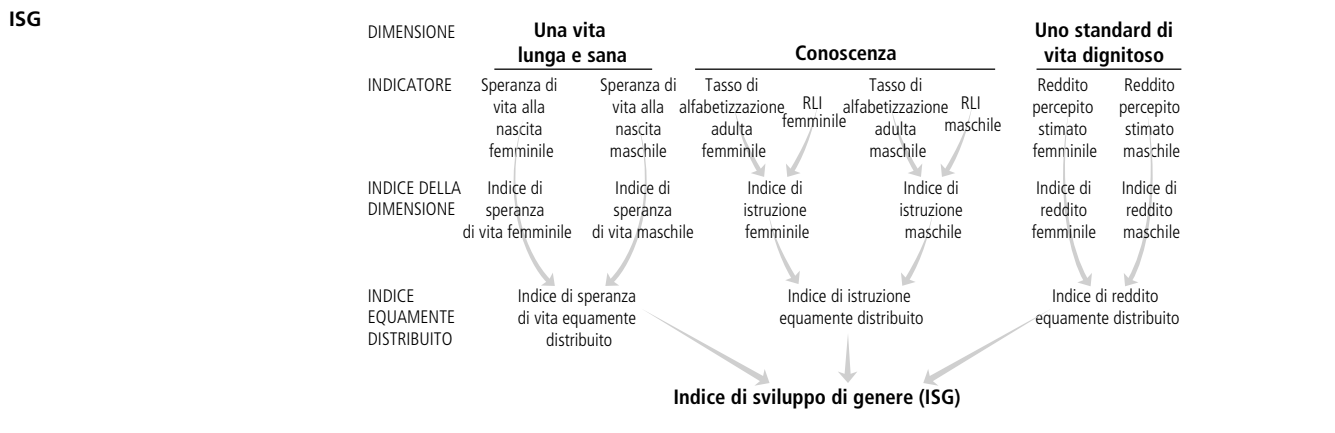 ISG
DIMENSIONE
Una vita
lunga e sana
Conoscenza
Uno standard di
vita dignitoso
INDICATORE
Speranza di
vita alla
nascita
femminile
Speranza di
vita alla
nascita
maschile
Tasso di
alfabetizzazione
adulta
femminile
RLI
femminile
Tasso di
alfabetizzazione
adulta
maschile
RLI
maschile
Reddito
percepito
stimato
femminile
Reddito
percepito
stimato
maschile
INDICE DELLA
DIMENSIONE
Indice di
speranza
di vita femminile
Indice di
speranza
di vita maschile
Indice di
istruzione
femminile
Indice di
istruzione
maschile
Indice di
reddito
femminile
Indice di
reddito
maschile
INDICE
EQUAMENTE
DISTRIBUITO
Indice di speranza
di vita equamente
distribuito
Indice di istruzione
equamente distribuito
Indice di reddito
equamente distribuito
Indice di sviluppo di genere (ISG)